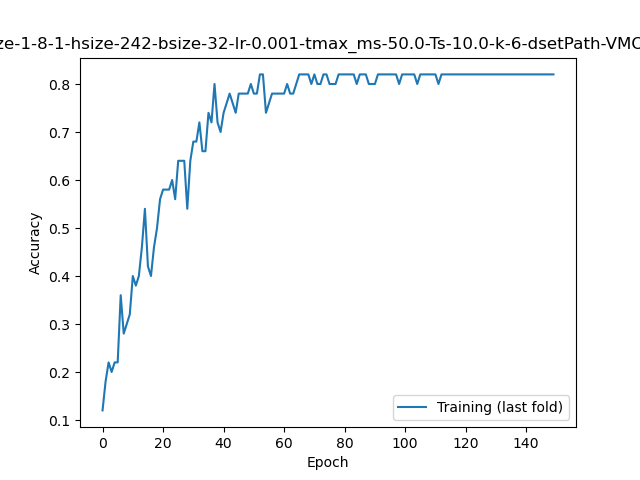 ze-1-8-1-hsize-242-bsize-32-lr-0.001-tmax_ms-50.0-Ts-10.0-k-6-dsetPath-VMC
0.8
0.7
0.6
0.5
0.4
0.3
0.2
0.1
Accuracy
Training (last fold)
0 20 40 60 80 100 120 140
Epoch